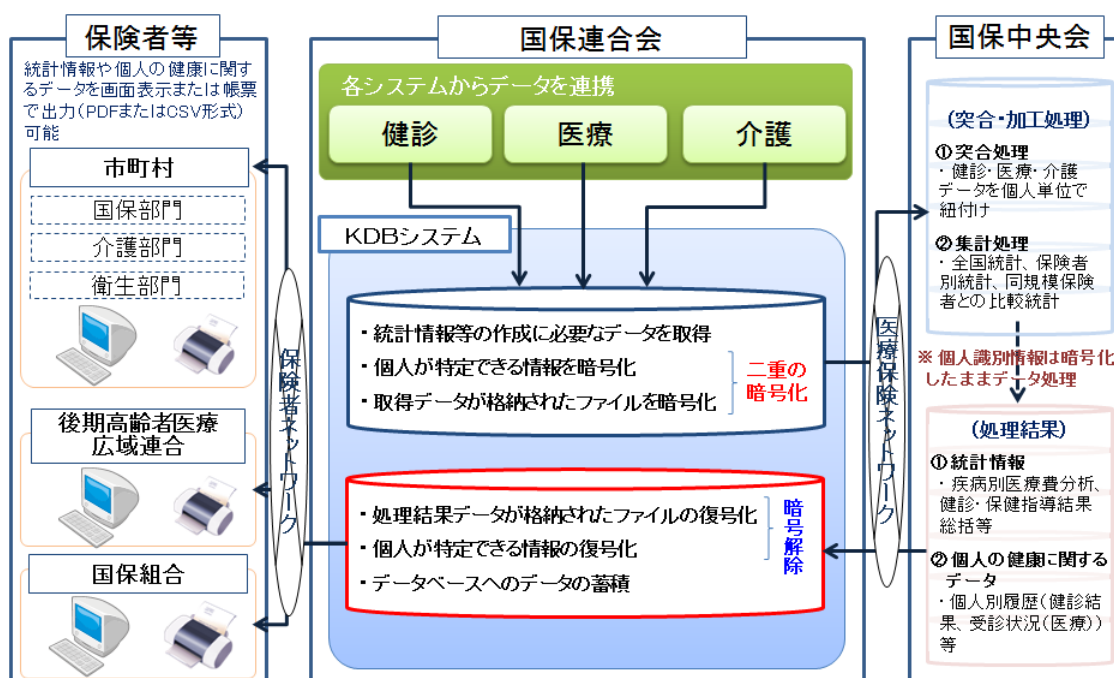 保険者等
統計情報や個人の健康に関す
るデータを画面表示または帳票
で出力(PDFまたはCSV形式)
可能
市町村
国保部門
介護部門
衛生部門
後期高齢者医療
広域連合
国保組合
保険者ネットワーク
国保連合会
各システムからデータを連携
健診
医療
介護
KDBシステム
・統計情報等の作成に必要なデータを取得
・個人が特定できる情報を暗号化
・取得データが格納されたファイルを暗号化
二重の
暗号化
・処理結果データが格納されたファイルの復号化
・個人が特定できる情報の復号化
・データベースへのデータの蓄積
暗号解除
医療保険ネットワーク
国保中央会
(突合・加工処理)
①突合処理
・健診・医療・介護
データを個人単位で
紐付け
②集計処理
・全国統計、保険者
別統計、同規模保険
者との比較統計
※個人識別情報は暗号化
したままデータ処理
(処理結果)
①統計情報
・疾病別医療費分析、
健診・保健指導結果
総括等
②個人の健康に関する
データ
・個人別履歴(健診結
果、受診状況(医療))
等